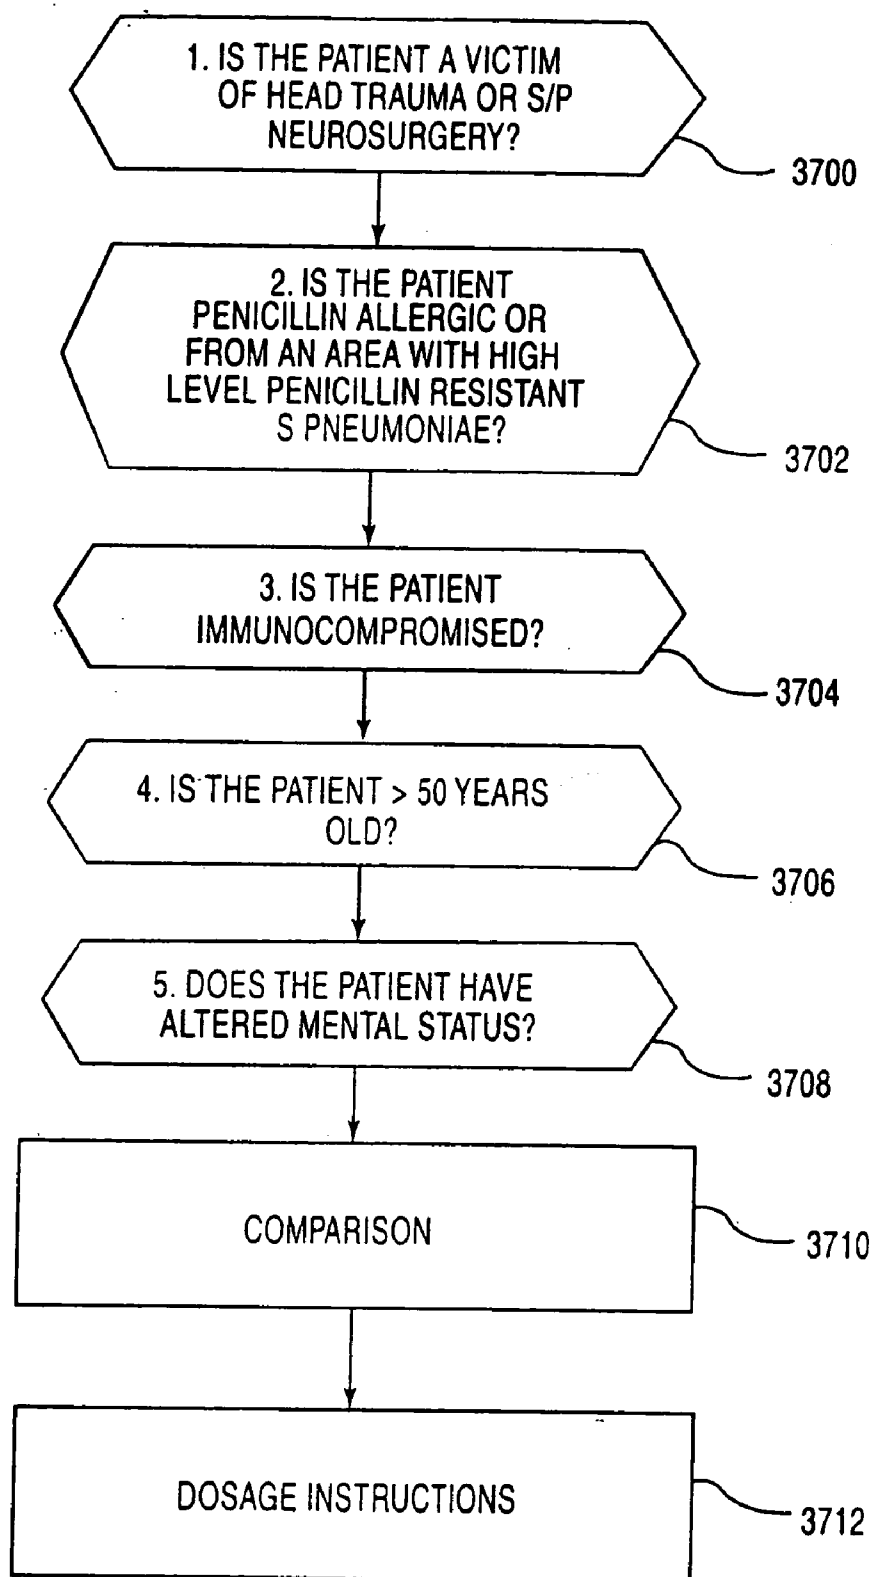 1. IS THE PATIENT A VICTIM
OF HEAD TRAUMA OR S/P
NEUROSURGERY?
3700
2. IS THE PATIENT
PENICILLIN ALLERGIC OR
FROM AN AREA WITH HIGH
LEVEL PENICILLIN RESISTANT
S PNEUMONIAE?
3702
3. IS THE PATIENT
IMMUNOCOMPROMISED?
3704
4. IS THE PATIENT > 50 YEARS
OLD?
3706
5. DOES THE PATIENT HAVE
ALTERED MENTAL STATUS?
3708
COMPARISON
3710
DOSAGE INSTRUCTIONS
3712